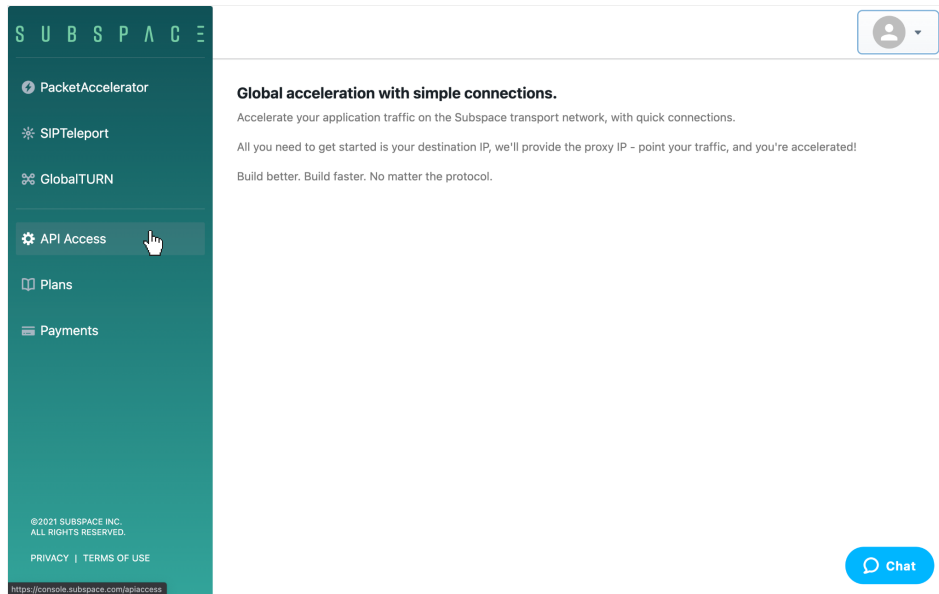 SUBSPACE
PacketAccelerator
SIPTeleport
GlobalTURN
API Access
Plans
Payments
©2021 SUBSPACE INC.
ALL RIGHTS RESERVED.
PRIVACY | TERMS OF USE
https://console.subspace.com/apiaccess
Global acceleration with simple connections.
Accelerate your application traffic on the Subspace transport network, with quick connections.
All you need to get started is your destination IP, we'll provide the proxy IP - point your traffic, and you're accelerated!
Build better. Build faster. No matter the protocol.
Chat